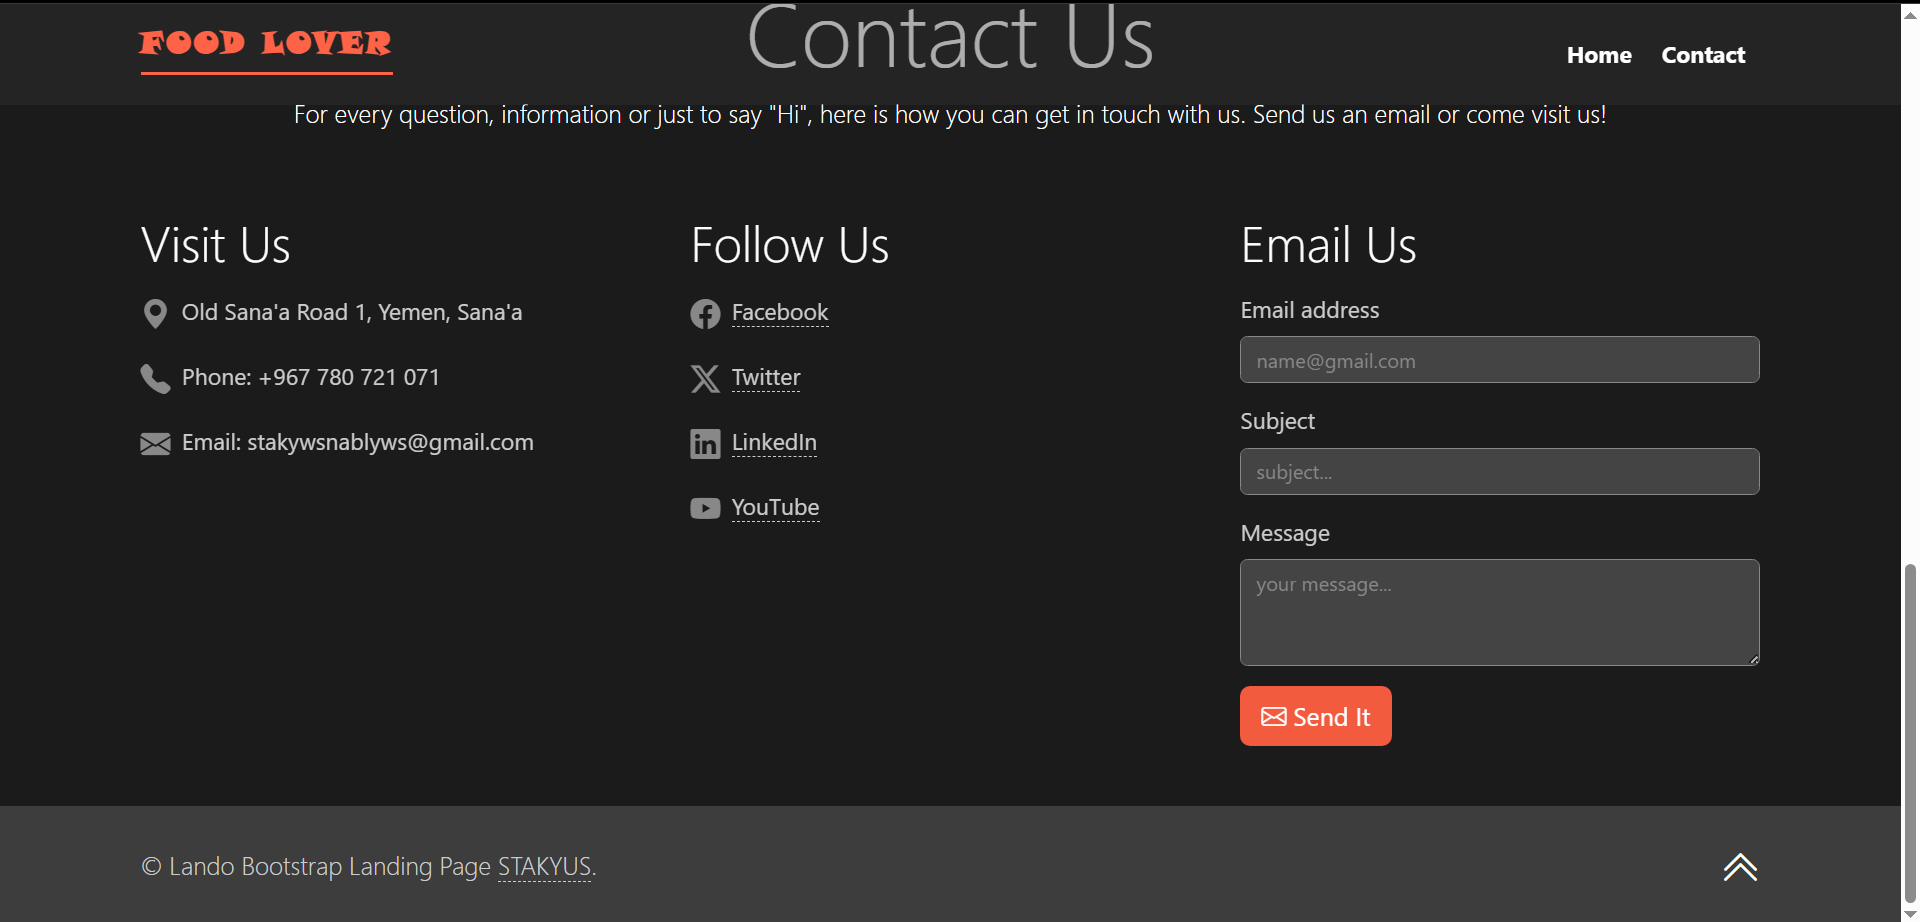 FOOD LOVER
Contact Us
Home
Contact
For every question, information or just to say "Hi", here is how you can get in touch with us. Send us an email or come visit us!
Visit Us
Old Sana'a Road 1, Yemen, Sana'a
Phone: +967 780 721 071
Email: stakywsnablyws@gmail.com
Follow Us
Facebook
Twitter
LinkedIn
YouTube
Email Us
Email address
name@gmail.com
Subject
subject...
Message
your message...
Send It
© Lando Bootstrap Landing Page STAKYUS.